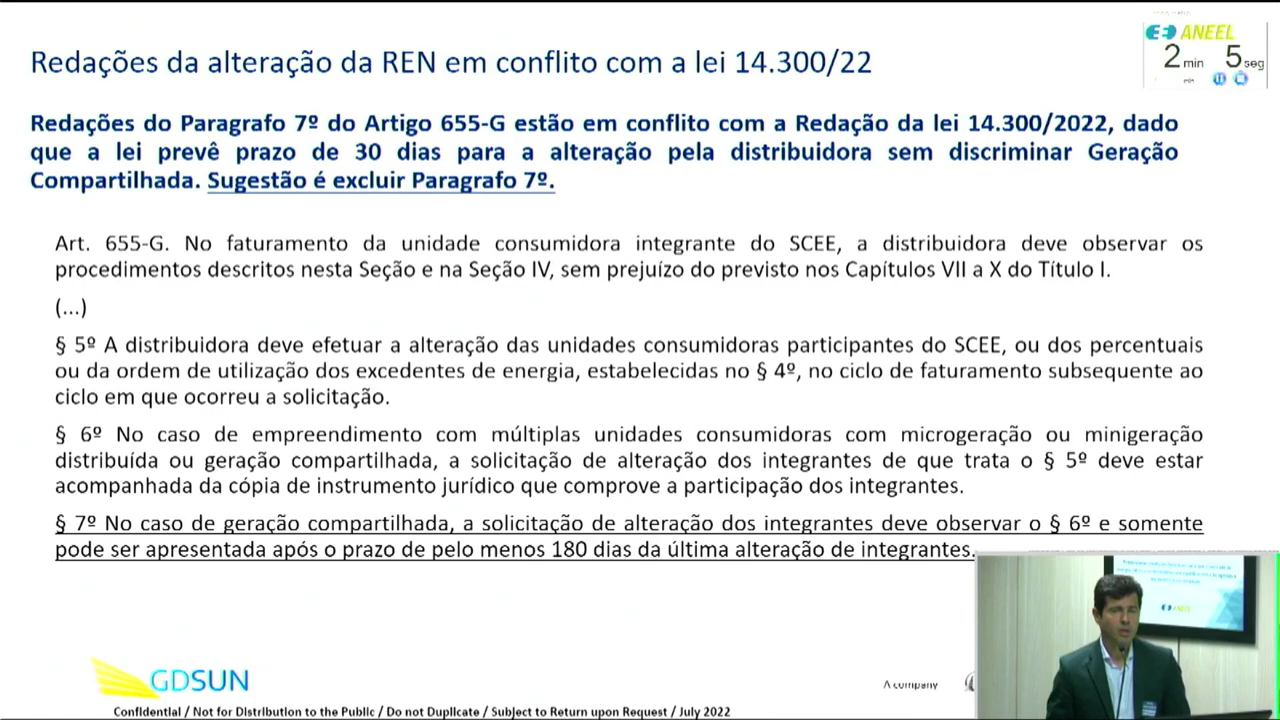 ANEEL
2 min 5 seg
Redações da alteração da REN em conflito com a lei 14.300/22
Redações do Paragrafo 7º do Artigo 655-G estão em conflito com a Redação da lei 14.300/2022, dado
que a lei prevê prazo de 30 dias para a alteração pela distribuidora sem discriminar Geração
Compartilhada. Sugestão é excluir Paragrafo 7º.
Art. 655-G. No faturamento da unidade consumidora integrante do SCEE, a distribuidora deve observar os
procedimentos descritos nesta Seção e na Seção IV, sem prejuízo do previsto nos Capítulos VII a X do Título I.
(...)
§ 5º A distribuidora deve efetuar a alteração das unidades consumidoras participantes do SCEE, ou dos percentuais
ou da ordem de utilização dos excedentes de energia, estabelecidas no § 4º, no ciclo de faturamento subsequente ao
ciclo em que ocorreu a solicitação.
§ 6º No caso de empreendimento com múltiplas unidades consumidoras com microgeração ou minigeração
distribuída ou geração compartilhada, a solicitação de alteração dos integrantes de que trata o § 5º deve estar
acompanhada da cópia de instrumento jurídico que comprove a participação dos integrantes.
§ 7º No caso de geração compartilhada, a solicitação de alteração dos integrantes deve observar o § 6º e somente
pode ser apresentada após o prazo de pelo menos 180 dias da última alteração de integrantes.
ANEEL
GDSUN
A company
Confidential / Not for Distribution to the Public / Do not Duplicate / Subject to Return upon Request / July 2022